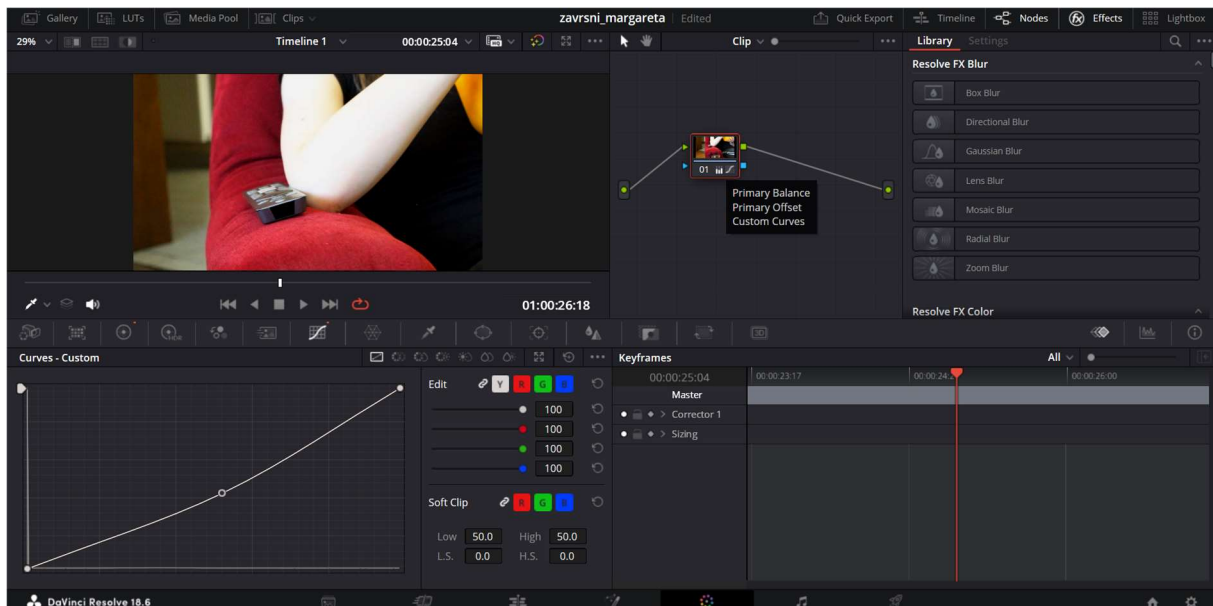 Gallery LUTs Media Pool Clips zavrsni_margareta Edited Quick Export Timeline Nodes Effects Lightbox
29% Timeline 1 00:00:25:04 Clip Library Settings
Resolve FX Blur
Box Blur
Directional Blur
Gaussian Blur
Lens Blur
Mosaic Blur
Radial Blur
Zoom Blur
Resolve FX Color
01
Primary Balance
Primary Offset
Custom Curves
01:00:26:18
HDR
3D
Curves - Custom
Edit Y R G B
100
100
100
100
Soft Clip R G B
Low 50.0 High 50.0
L.S. 0.0 H.S. 0.0
Keyframes All
00:00:25:04 00:00:23:17 00:00:24:2 00:00:26:00
Master
Corrector 1
Sizing
DaVinci Resolve 18.6